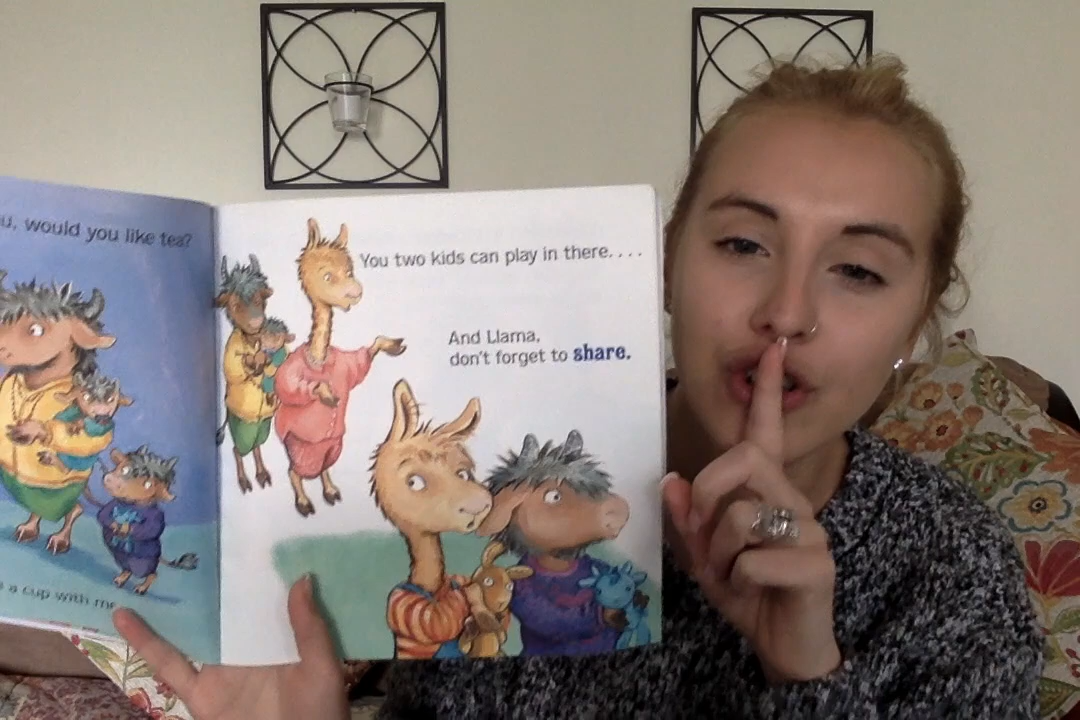 u, would you like tea?
a cup with me
You two kids can play in there. . . .
And Llama,
don't forget to share.